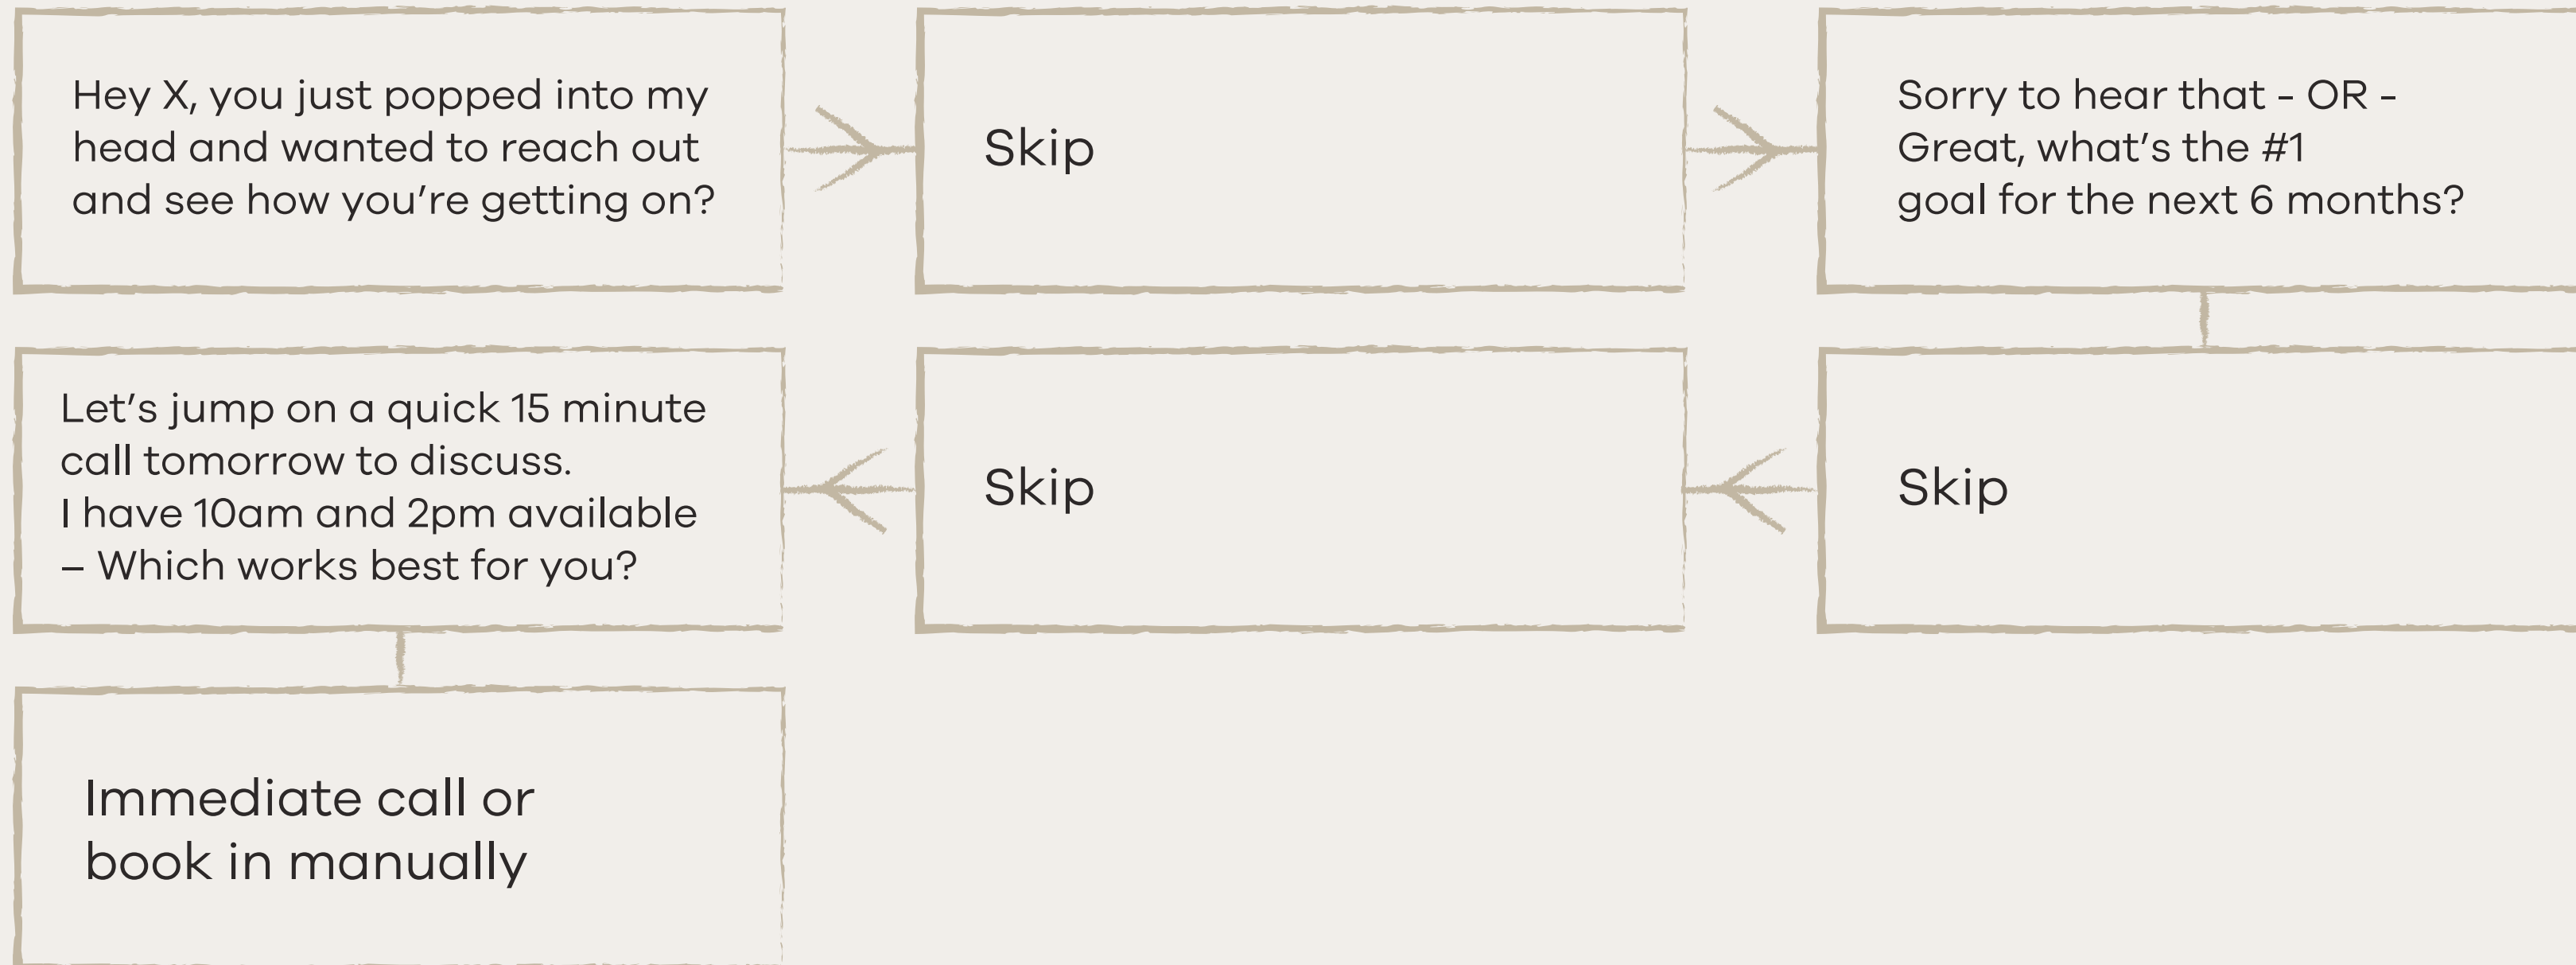 Hey X, you just popped into my
head and wanted to reach out
and see how you’re getting on?
Skip
Sorry to hear that - OR -
Great, what’s the #1
goal for the next 6 months?
Skip
Skip
Let’s jump on a quick 15 minute
call tomorrow to discuss.
I have 10am and 2pm available
– Which works best for you?
Immediate call or
book in manually